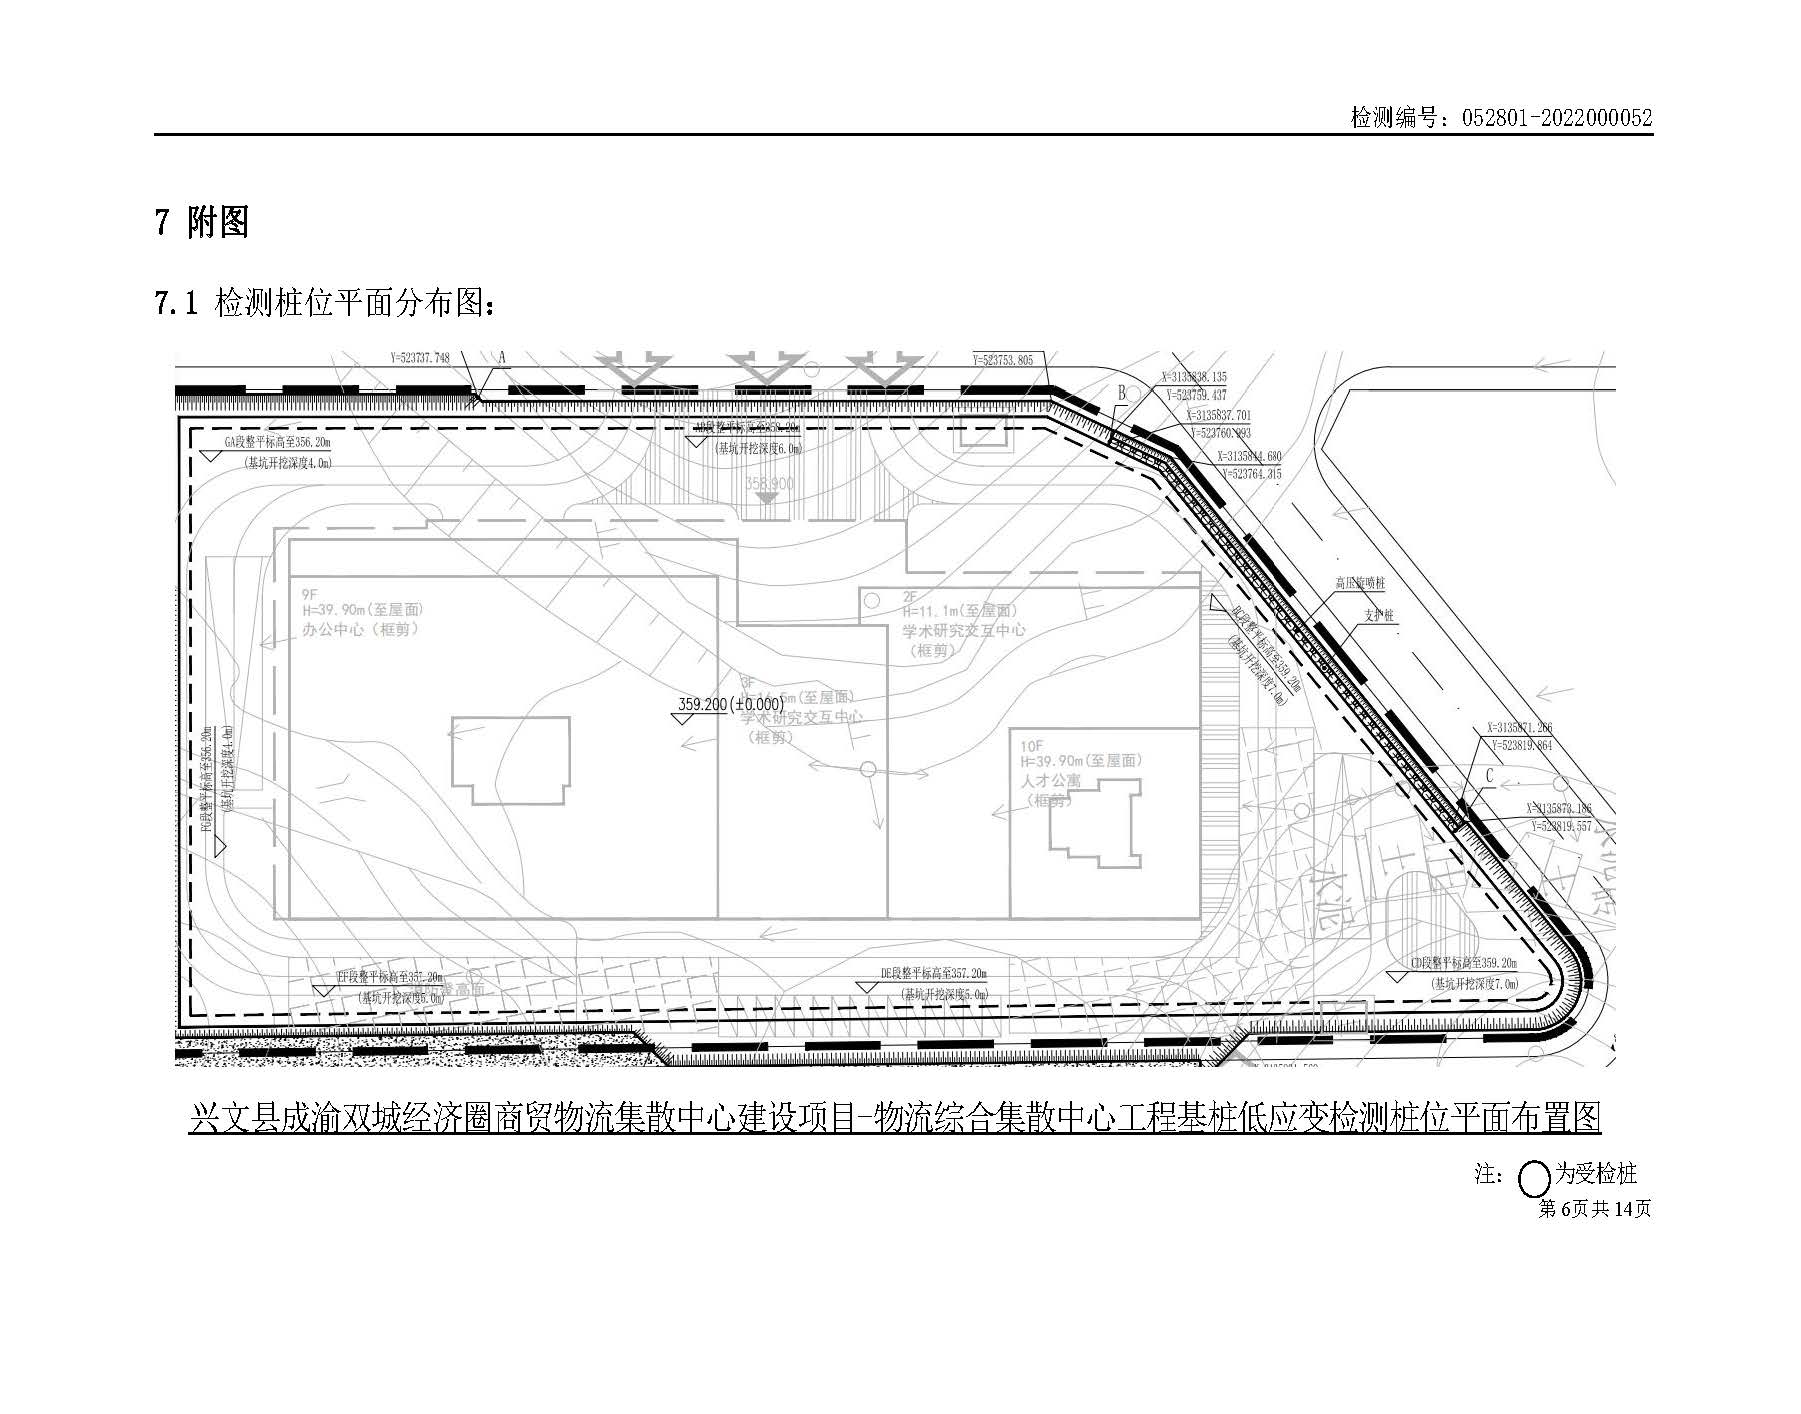 检测编号：052801-2022000052
7 附图
7.1 检测桩位平面分布图：
Y=523737.748
A
Y=523753.805
X=3135838.135
Y=523759.437
B
X=3135837.701
Y=523760.993
X=3135844.680
Y=523764.315
GA段整平标高至356.20m
(基坑开挖深度4.0m)
AB段整平标高至358.20m
(基坑开挖深度6.0m)
358.900
高压旋喷桩
支护桩
9F
H=39.90m(至屋面)
办公中心（框剪）
2F
H=11.1m(至屋面)
学术研究交互中心
（框剪）
BC段整平标高至359.20m
(基坑开挖深度7.0m)
3F
H=16.5m(至屋面)
359.200(±0.000)
学术研究交互中心
（框剪）
X=3135871.266
Y=523819.864
FG段整平标高至356.20m
(基坑开挖深度4.0m)
10F
H=39.90m(至屋面)
人才公寓
（框剪）
C
X=3135873.186
Y=523819.557
水泥
EF段整平标高至357.20m
(基坑开挖深度5.0m)
DE段整平标高至357.20m
(基坑开挖深度5.0m)
CD段整平标高至359.20m
(基坑开挖深度7.0m)
兴文县成渝双城经济圈商贸物流集散中心建设项目-物流综合集散中心工程基桩低应变检测桩位平面布置图
注：○为受检桩
第 6页 共 14页